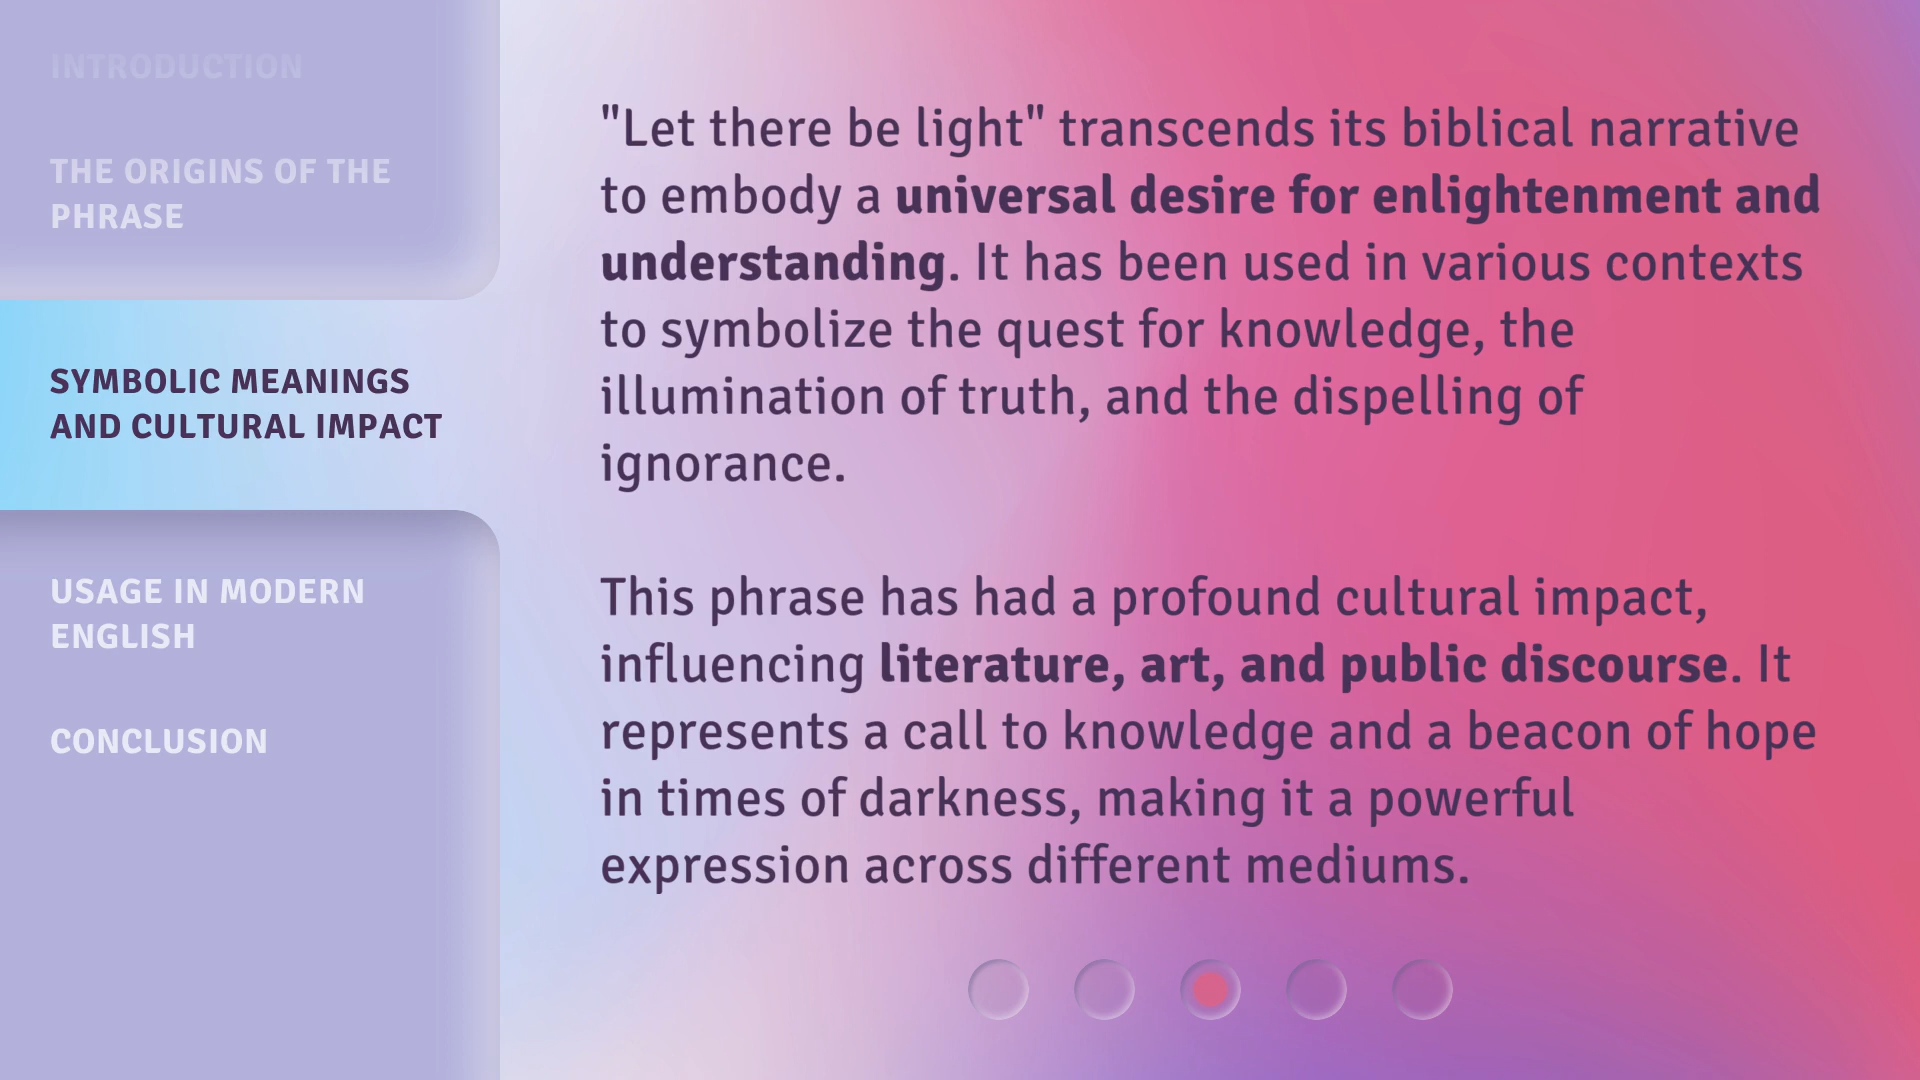 INTRODUCTION
THE ORIGINS OF THE
PHRASE
SYMBOLIC MEANINGS
AND CULTURAL IMPACT
USAGE IN MODERN
ENGLISH
CONCLUSION
"Let there be light" transcends its biblical narrative
to embody a universal desire for enlightenment and
understanding. It has been used in various contexts
to symbolize the quest for knowledge, the
illumination of truth, and the dispelling of
ignorance.
This phrase has had a profound cultural impact,
influencing literature, art, and public discourse. It
represents a call to knowledge and a beacon of hope
in times of darkness, making it a powerful
expression across different mediums.